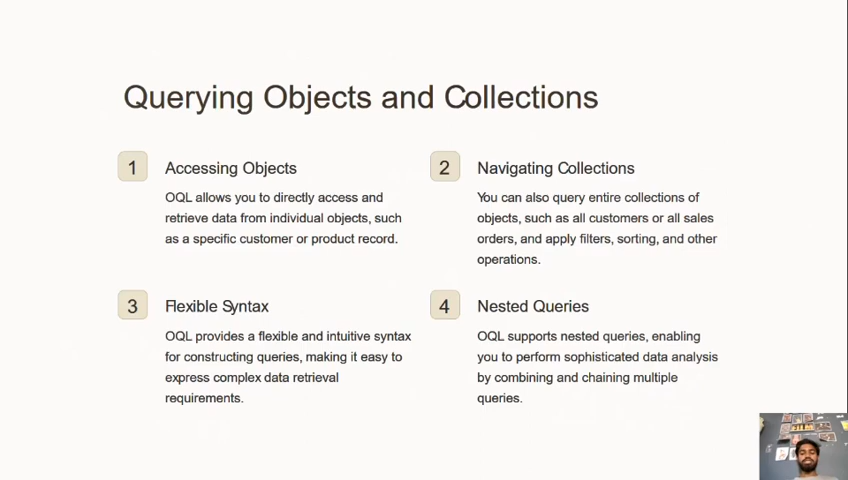 Querying Objects and Collections
1
Accessing Objects
OQL allows you to directly access and
retrieve data from individual objects, such
as a specific customer or product record.
2
Navigating Collections
You can also query entire collections of
objects, such as all customers or all sales
orders, and apply filters, sorting, and other
operations.
3
Flexible Syntax
OQL provides a flexible and intuitive syntax
for constructing queries, making it easy to
express complex data retrieval
requirements.
4
Nested Queries
OQL supports nested queries, enabling
you to perform sophisticated data analysis
by combining and chaining multiple
queries.